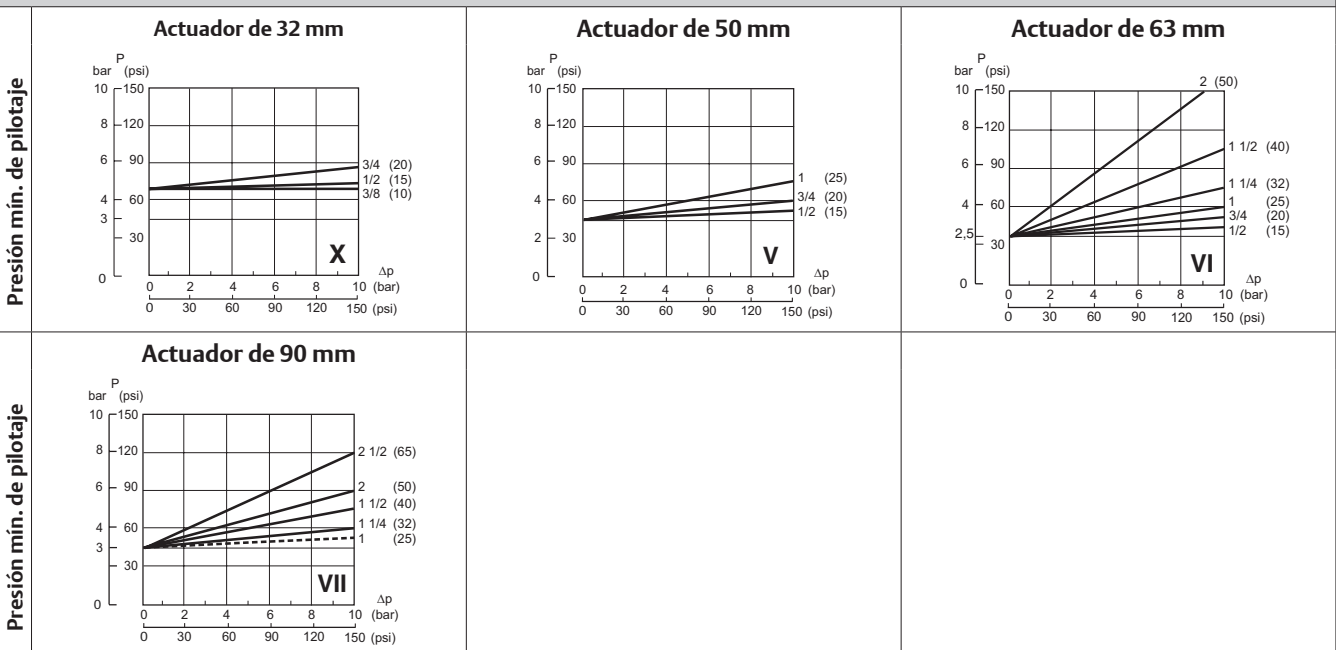 Presión mín. de pilotaje
Actuador de 32 mm
P
bar (psi)
10 150
8 120
6 90
4 60
3
30
0
3/4 (20)
1/2 (15)
3/8 (10)
X
Δp
0 2 4 6 8 10 (bar)
0 30 60 90 120 150 (psi)
Actuador de 50 mm
P
bar (psi)
10 150
8 120
6 90
4 60
2 30
0
1 (25)
3/4 (20)
1/2 (15)
V
Δp
0 2 4 6 8 10 (bar)
0 30 60 90 120 150 (psi)
Actuador de 63 mm
P
bar (psi)
10 150
8 120
6 90
4 60
2,5
30
0
2 (50)
1 1/2 (40)
1 1/4 (32)
1 (25)
3/4 (20)
1/2 (15)
VI
Δp
0 2 4 6 8 10 (bar)
0 30 60 90 120 150 (psi)
Presión mín. de pilotaje
Actuador de 90 mm
P
bar (psi)
10 150
8 120
6 90
4 60
3
30
0
2 1/2 (65)
2 (50)
1 1/2 (40)
1 1/4 (32)
1 (25)
VII
Δp
0 2 4 6 8 10 (bar)
0 30 60 90 120 150 (psi)